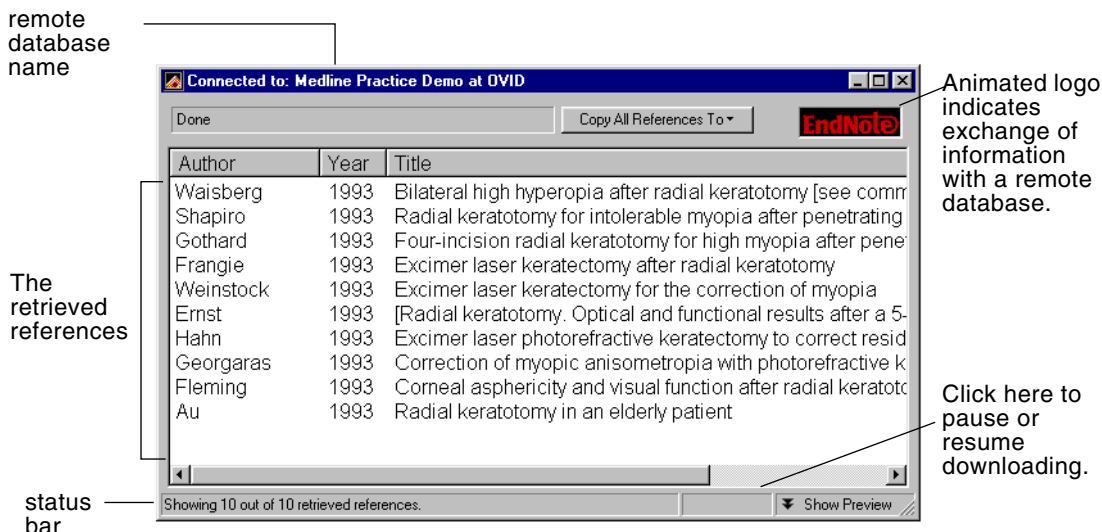 remote
database
name
Connected to: Medline Practice Demo at OVID
Done
Copy All References To
EndNote
Animated logo
indicates
exchange of
information
with a remote
database.
Author Year Title
Waisberg 1993 Bilateral high hyperopia after radial keratotomy [see comm
Shapiro 1993 Radial keratotomy for intolerable myopia after penetrating
Gothard 1993 Four-incision radial keratotomy for high myopia after penet
Frangie 1993 Excimer laser keratectomy after radial keratotomy
Weinstock 1993 Excimer laser keratectomy for the correction of myopia
Ernst 1993 [Radial keratotomy. Optical and functional results after a 5-
Hahn 1993 Excimer laser photorefractive keratectomy to correct resid
Georgaras 1993 Correction of myopic anisometropia with photorefractive k
Fleming 1993 Corneal asphericity and visual function after radial keratoto
Au 1993 Radial keratotomy in an elderly patient
The
retrieved
references
Click here to
pause or
resume
downloading.
status
bar
Showing 10 out of 10 retrieved references.
Show Preview